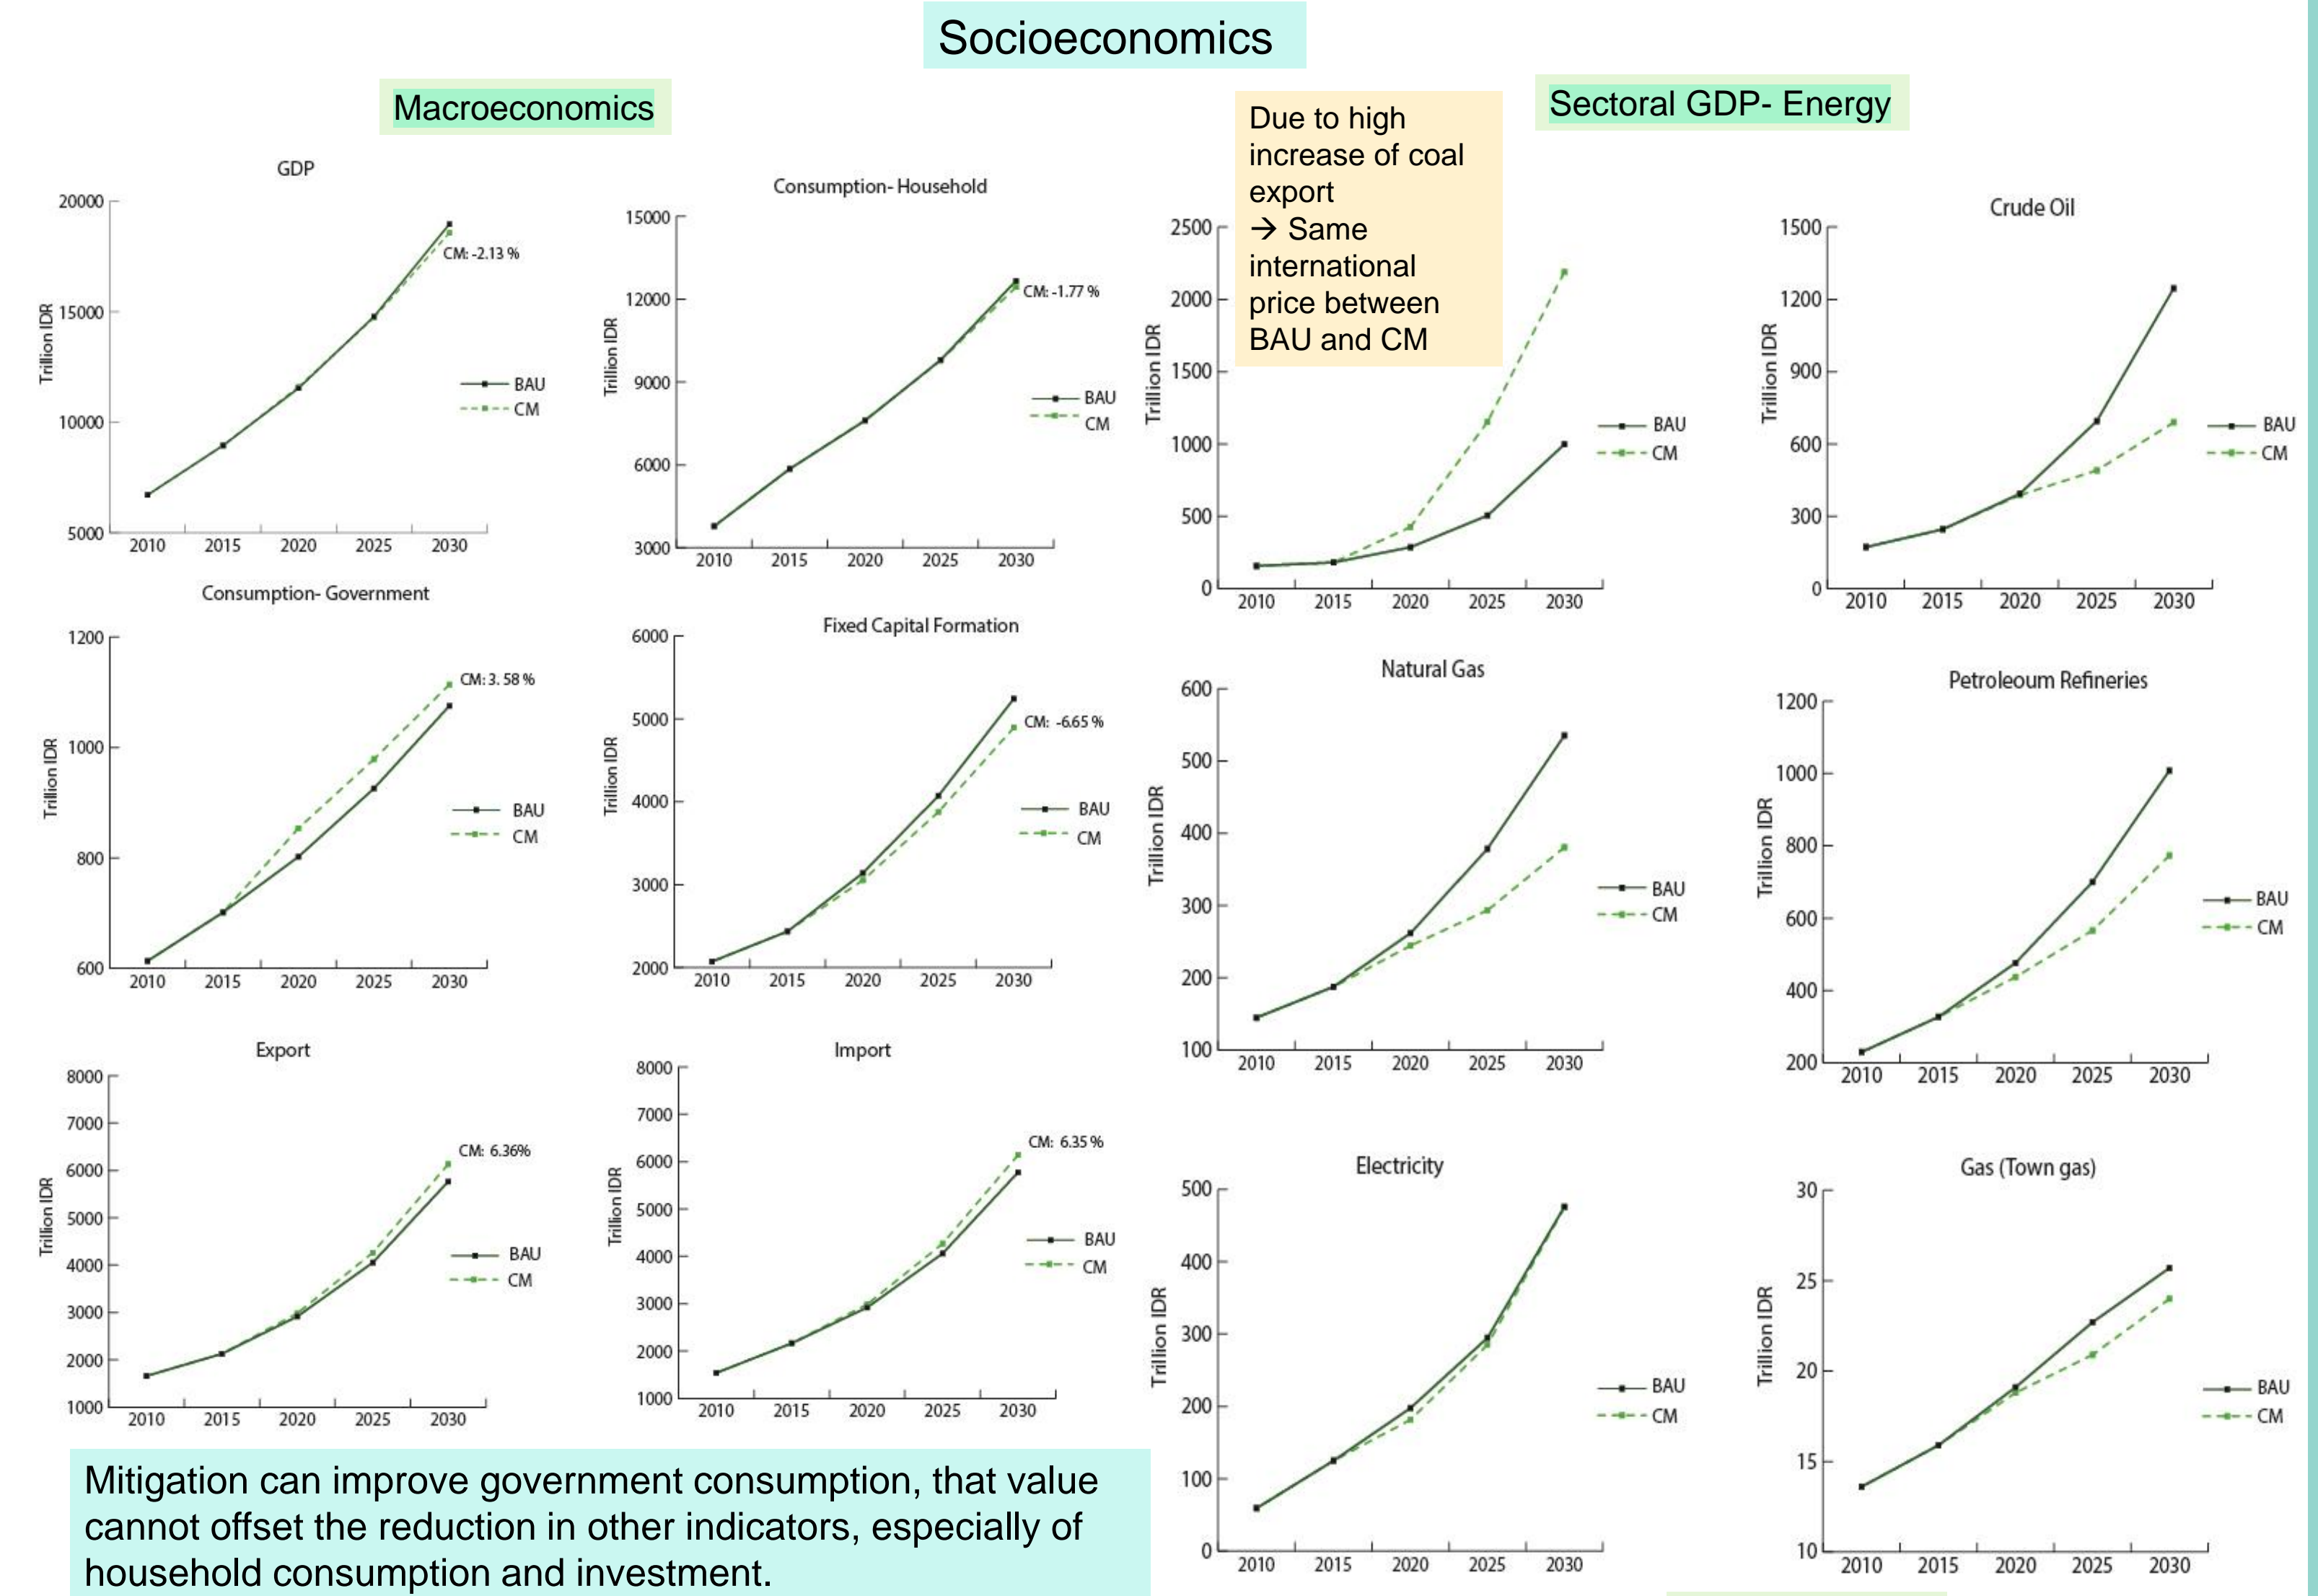 Socioeconomics
Macroeconomics
Sectoral GDP- Energy
Due to high
increase of coal
export
→ Same
international
price between
BAU and CM
GDP
20000
15000
10000
5000
Trillion IDR
CM: -2.13 %
BAU
CM
2010 2015 2020 2025 2030
Consumption- Household
15000
12000
9000
6000
3000
Trillion IDR
CM: -1.77 %
BAU
CM
2010 2015 2020 2025 2030
2500
2000
1500
1000
500
0
Trillion IDR
BAU
CM
2010 2015 2020 2025 2030
Crude Oil
1500
1200
900
600
300
0
Trillion IDR
BAU
CM
2010 2015 2020 2025 2030
Consumption- Government
1200
1000
800
600
Trillion IDR
CM: 3. 58 %
BAU
CM
2010 2015 2020 2025 2030
Fixed Capital Formation
6000
5000
4000
3000
2000
Trillion IDR
CM: -6.65 %
BAU
CM
2010 2015 2020 2025 2030
Natural Gas
600
500
400
300
200
100
Trillion IDR
BAU
CM
2010 2015 2020 2025 2030
Petroleoum Refineries
1200
1000
800
600
400
200
Trillion IDR
BAU
CM
2010 2015 2020 2025 2030
Export
8000
7000
6000
5000
4000
3000
2000
1000
Trillion IDR
CM: 6.36%
BAU
CM
2010 2015 2020 2025 2030
Import
8000
7000
6000
5000
4000
3000
2000
1000
Trillion IDR
CM: 6.35 %
BAU
CM
2010 2015 2020 2025 2030
Electricity
500
400
300
200
100
0
Trillion IDR
BAU
CM
2010 2015 2020 2025 2030
Gas (Town gas)
30
25
20
15
10
Trillion IDR
BAU
CM
2010 2015 2020 2025 2030
Mitigation can improve government consumption, that value
cannot offset the reduction in other indicators, especially of
household consumption and investment.